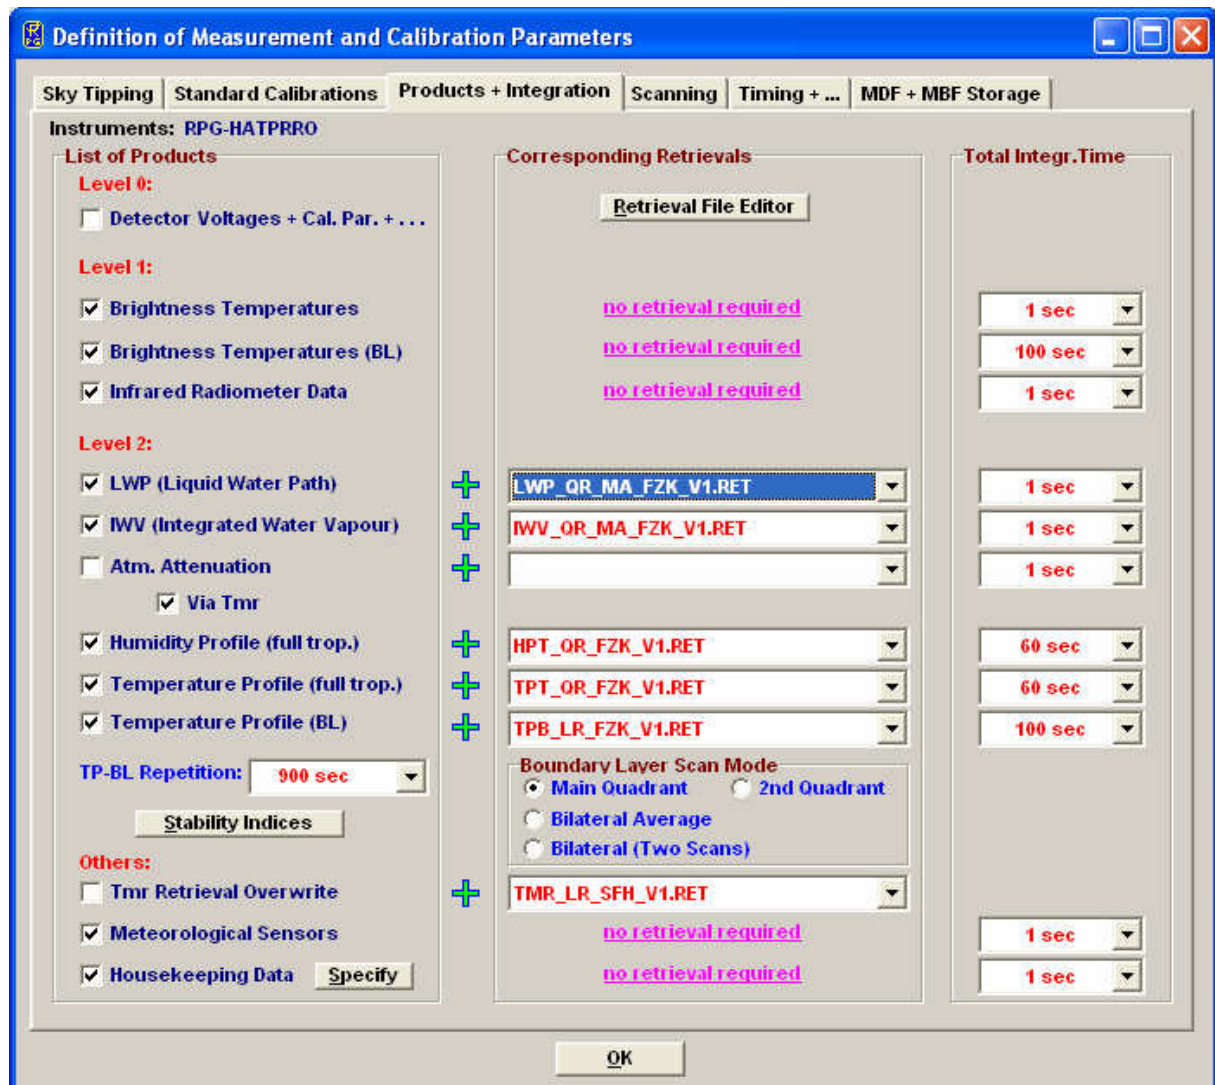 Definition of Measurement and Calibration Parameters
Sky Tipping Standard Calibrations Products + Integration Scanning Timing + ... MDF + MBF Storage
Instruments: RPG-HATPRRO
List of Products Corresponding Retrievals Total Integr.Time
Level 0:
Detector Voltages + Cal. Par. + . . . Retrieval File Editor
Level 1:
Brightness Temperatures no retrieval required 1 sec
Brightness Temperatures (BL) no retrieval required 100 sec
Infrared Radiometer Data no retrieval required 1 sec
Level 2:
LWP (Liquid Water Path) LWP_QR_MA_FZK_V1.RET 1 sec
IWV (Integrated Water Vapour) IWV_QR_MA_FZK_V1.RET 1 sec
Atm. Attenuation 1 sec
Via Tmr
Humidity Profile (full trop.) HPT_QR_FZK_V1.RET 60 sec
Temperature Profile (full trop.) TPT_QR_FZK_V1.RET 60 sec
Temperature Profile (BL) TPB_LR_FZK_V1.RET 100 sec
TP-BL Repetition: 900 sec
Boundary Layer Scan Mode
Main Quadrant 2nd Quadrant
Bilateral Average
Bilateral (Two Scans)
Stability Indices
Others:
Tmr Retrieval Overwrite TMR_LR_SFH_V1.RET
Meteorological Sensors no retrieval required 1 sec
Housekeeping Data Specify no retrieval required 1 sec
OK